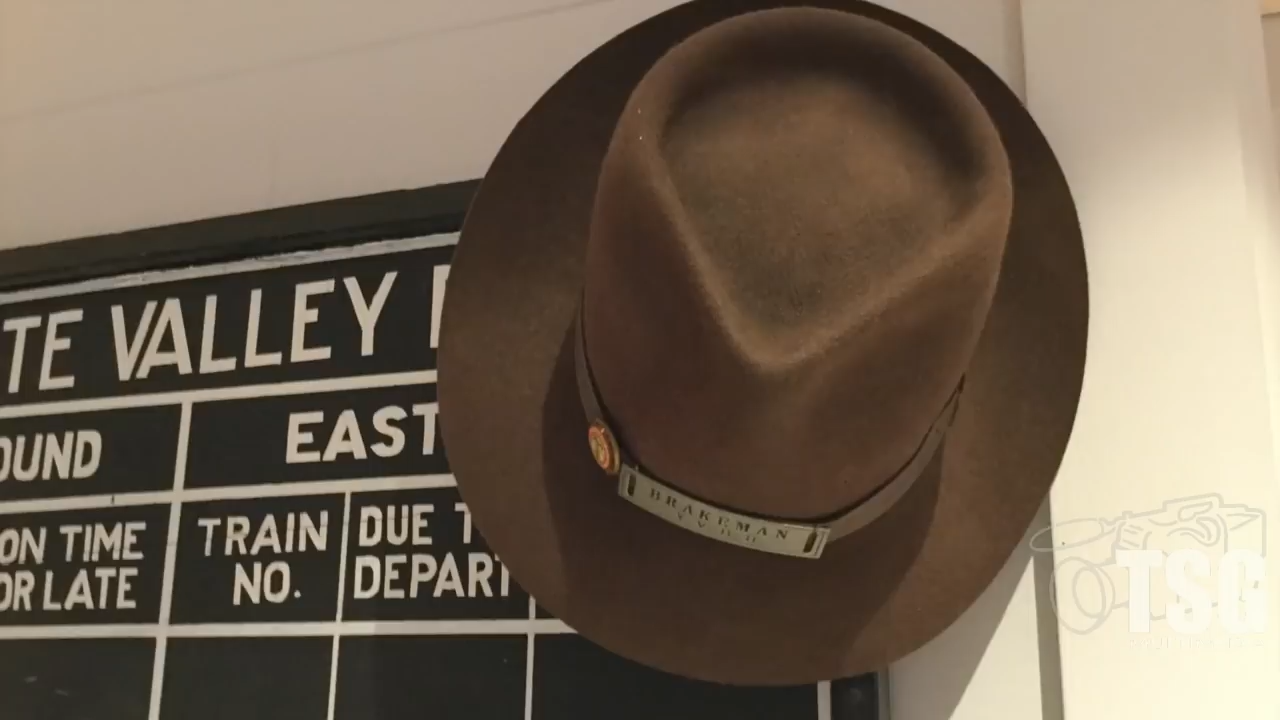 TE VALLEY
OUND EAST
ON TIME OR LATE
TRAIN NO.
DUE T
DEPART
BRAKEMAN
TSG